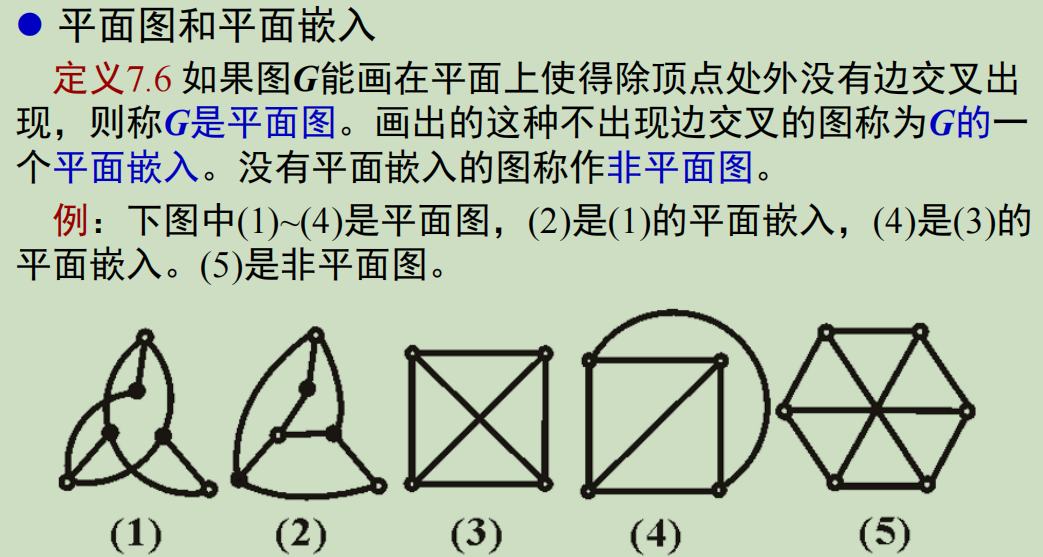 ● 平面图和平面嵌入
定义7.6 如果图G能画在平面上使得除顶点处外没有边交叉出
现，则称G是平面图。画出的这种不出现边交叉的图称为G的一
个平面嵌入。没有平面嵌入的图称作非平面图。
例：下图中(1)~(4)是平面图，(2)是(1)的平面嵌入，(4)是(3)的
平面嵌入。(5)是非平面图。
(1) (2) (3) (4) (5)